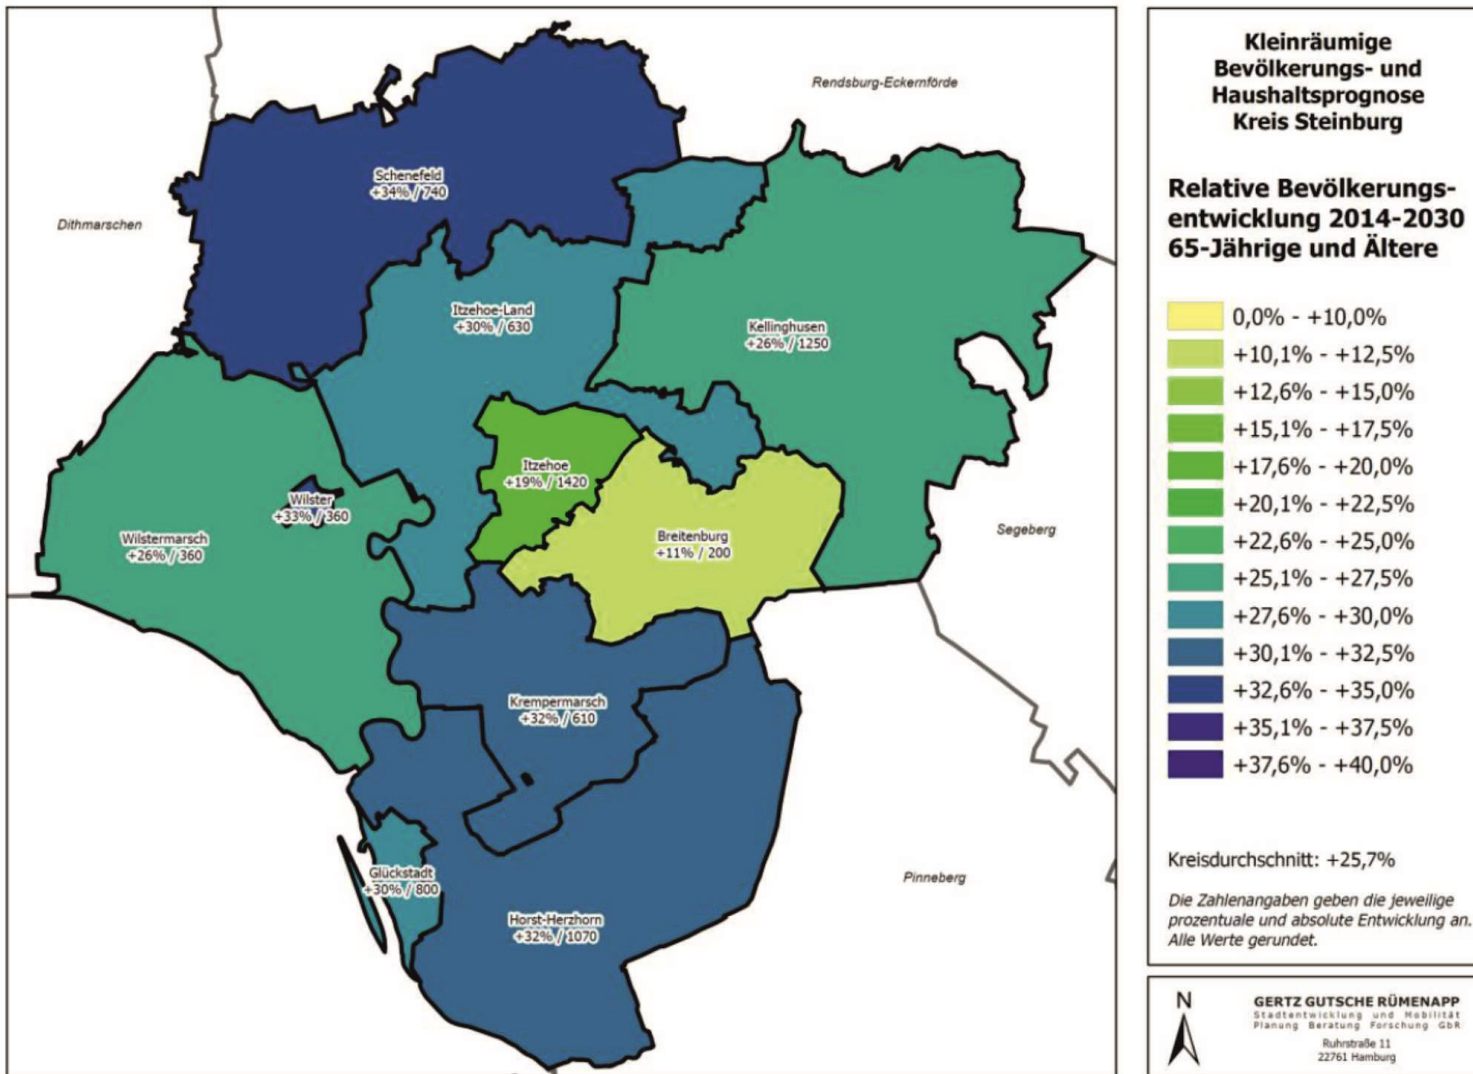 Rendsburg-Eckernförde
Dithmarschen
Schenefeld
+34% / 740
Itzehoe-Land
+30% / 630
Kellinghusen
+26% / 1250
Itzehoe
+19% / 1420
Wilster
+33% / 360
Wilstermarsch
+26% / 360
Breitenburg
+11% / 200
Segeberg
Krempermarsch
+32% / 610
Glückstadt
+30% / 800
Horst-Herzhorn
+32% / 1070
Pinneberg
Kleinräumige
Bevölkerungs- und
Haushaltsprognose
Kreis Steinburg
Relative Bevölkerungs-
entwicklung 2014-2030
65-Jährige und Ältere
0,0% - +10,0%
+10,1% - +12,5%
+12,6% - +15,0%
+15,1% - +17,5%
+17,6% - +20,0%
+20,1% - +22,5%
+22,6% - +25,0%
+25,1% - +27,5%
+27,6% - +30,0%
+30,1% - +32,5%
+32,6% - +35,0%
+35,1% - +37,5%
+37,6% - +40,0%
Kreisdurchschnitt: +25,7%
Die Zahlenangaben geben die jeweilige
prozentuale und absolute Entwicklung an.
Alle Werte gerundet.
N
GERTZ GUTSCHE RÜMENAPP
Stadtentwicklung und Mobilität
Planung Beratung Forschung GbR
Ruhrstraße 11
22761 Hamburg